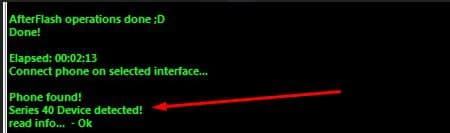 AfterFlash operations done ;D
Done!
Elapsed: 00:02:13
Connect phone on selected interface...
Phone found!
Series 40 Device detected!
read info... - Ok